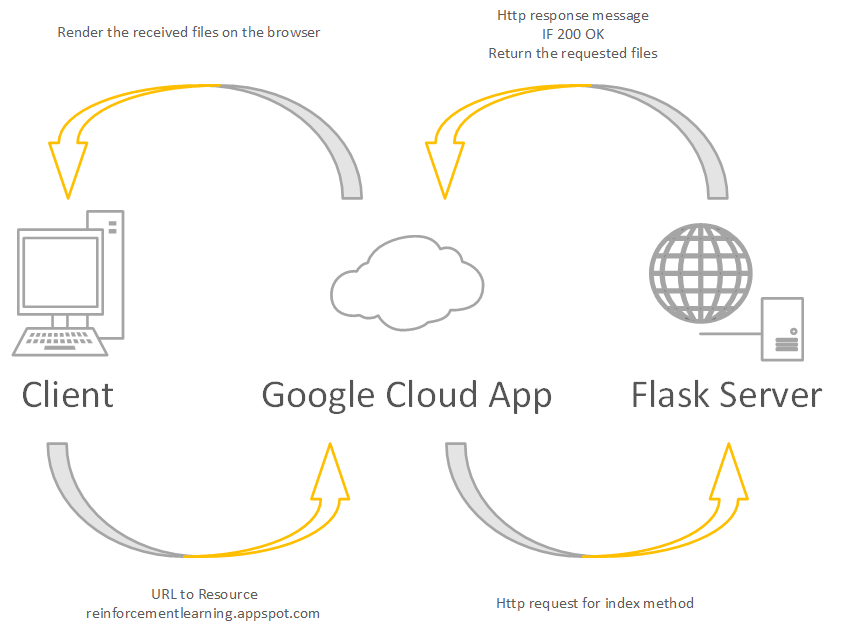 Render the received files on the browser
Http response message
IF 200 OK
Return the requested files
Client
Google Cloud App
Flask Server
URL to Resource
reinforcementlearning.appspot.com
Http request for index method